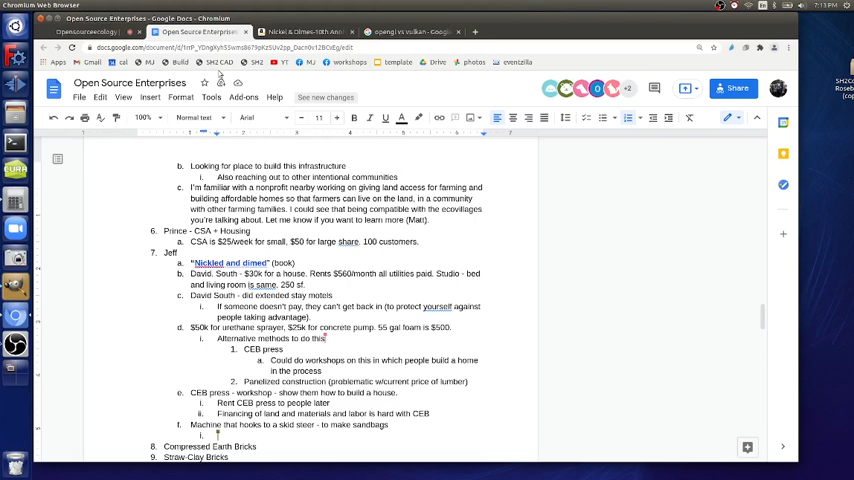 Chromium Web Browser
7:13 PM
Open Source Enterprises - Google Docs - Chromium
Opensourceecology
Open Source Enterprises
Nickel & Dimes-10th Ann
opengl vs vulkan - Googl
Apps
Gmail
cal
MJ
Build
SH2 CAD
SH2
YT
MJ
workshops
template
Drive
photos
eventzilla
Open Source Enterprises
File Edit View Insert Format Tools Add-ons Help
See new changes
+2
Share
100%
Normal text
Arial
11
b. Looking for place to build this infrastructure
i. Also reaching out to other intentional communities
c. I'm familiar with a nonprofit nearby working on giving land access for farming and
building affordable homes so that farmers can live on the land, in a community
with other farming families. I could see that being compatible with the ecovillages
you're talking about. Let me know if you want to learn more (Matt).
6. Prince - CSA + Housing
a. CSA is $25/week for small, $50 for large share. 100 customers.
7. Jeff
a. "Nickled and dimed" (book)
b. David. South - $30k for a house. Rents $560/month all utilities paid. Studio - bed
and living room is same. 250 sf.
c. David South - did extended stay motels
i. If someone doesn't pay, they can't get back in (to protect yourself against
people taking advantage).
d. $50k for urethane sprayer, $25k for concrete pump. 55 gal foam is $500.
i. Alternative methods to do this
1. CEB press
a. Could do workshops on this in which people build a home
in the process
2. Panelized construction (problematic w/current price of lumber)
e. CEB press - workshop - show them how to build a house.
i. Rent CEB press to people later
ii. Financing of land and materials and labor is hard with CEB
f. Machine that hooks to a skid steer - to make sandbags
i.
8. Compressed Earth Bricks
9. Straw-Clay Bricks